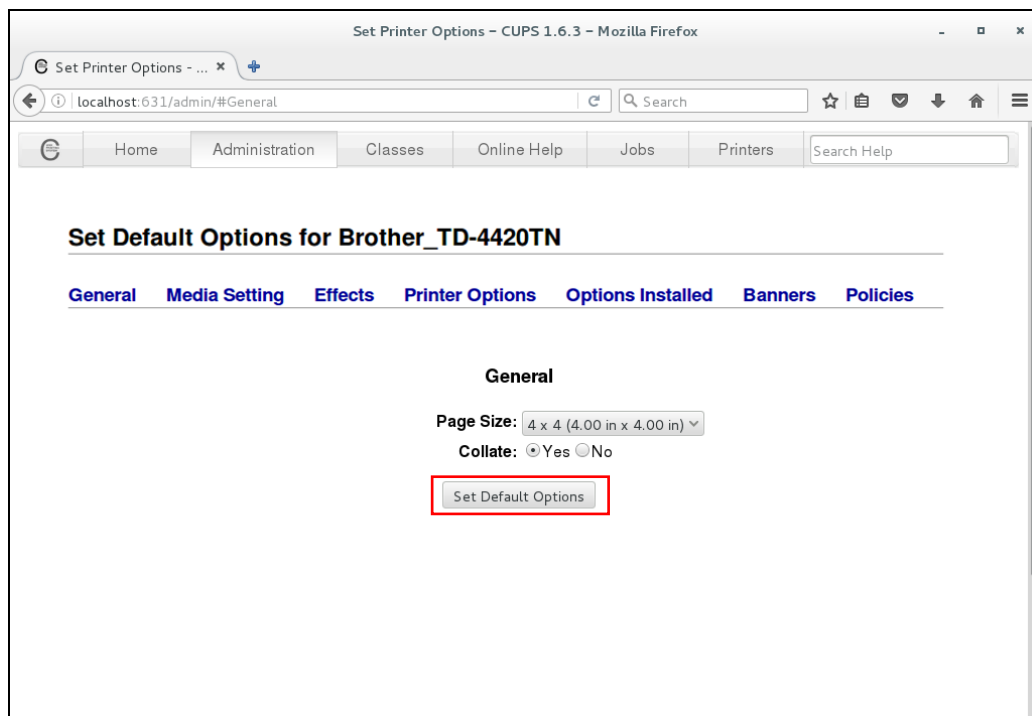 Set Printer Options – CUPS 1.6.3 – Mozilla Firefox
Set Printer Options - ...
localhost:631/admin/#General Search
Home Administration Classes Online Help Jobs Printers Search Help
Set Default Options for Brother_TD-4420TN
General Media Setting Effects Printer Options Options Installed Banners Policies
General
Page Size: 4 x 4 (4.00 in x 4.00 in)
Collate: Yes No
Set Default Options